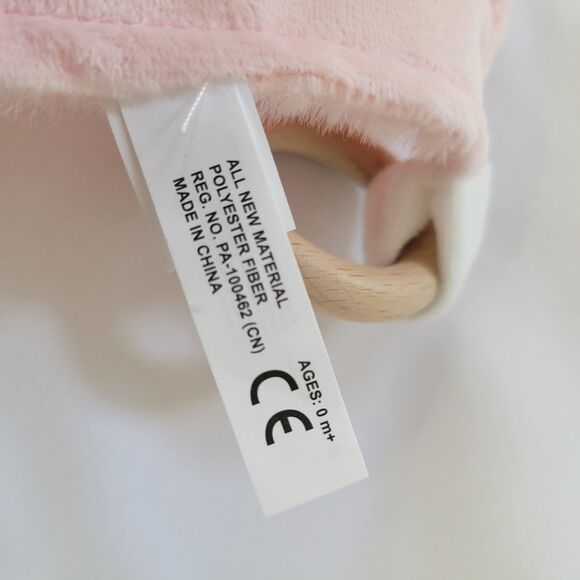 ALL NEW MATERIAL
POLYESTER FIBER
REG. NO. PA-100462 (CN)
MADE IN CHINA
AGES: 0 m+
CE